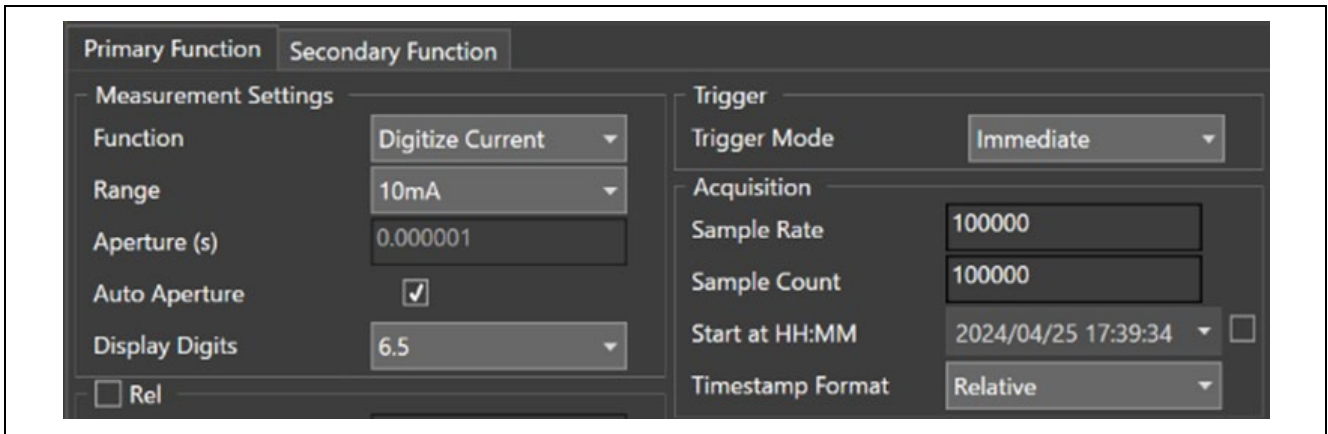 Primary Function
Secondary Function
Measurement Settings
Function
Digitize Current
Range
10mA
Aperture (s)
0.000001
Auto Aperture
Display Digits
6.5
Rel
Trigger
Trigger Mode
Immediate
Acquisition
Sample Rate
100000
Sample Count
100000
Start at HH:MM
2024/04/25 17:39:34
Timestamp Format
Relative